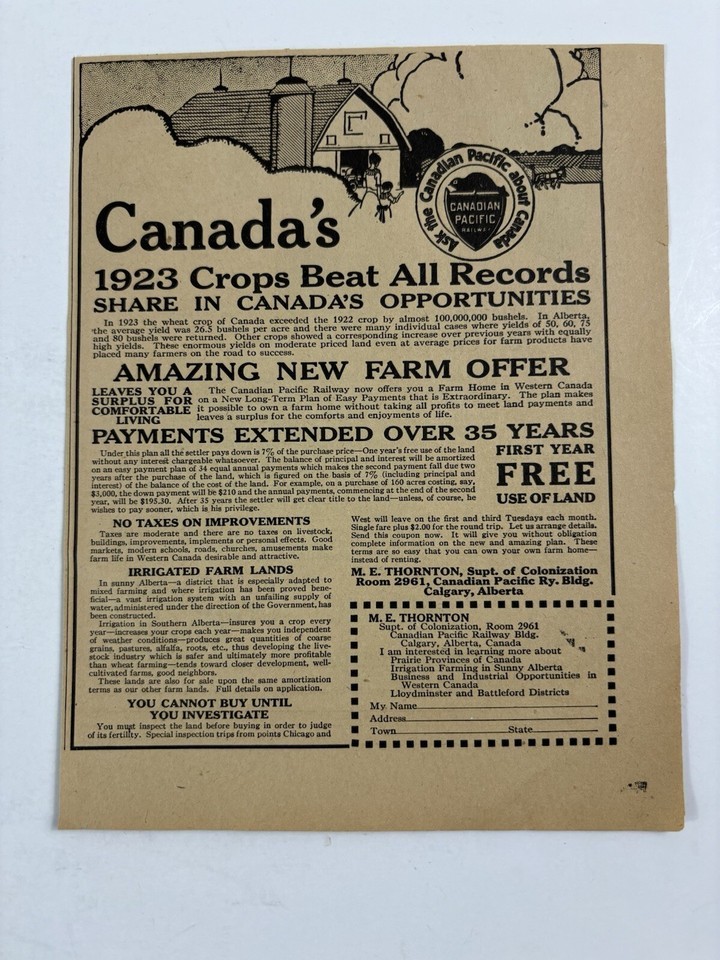 Ask the Canadian Pacific about Canada
CANADIAN
PACIFIC
RAILWAY
Canada's
1923 Crops Beat All Records
SHARE IN CANADA'S OPPORTUNITIES
In 1923 the wheat crop of Canada exceeded the 1922 crop by almost 100,000,000 bushels. In Alberta,
the average yield was 26.5 bushels per acre and there were many individual cases where yields of 50, 60, 75
and 80 bushels were returned. Other crops showed a corresponding increase over previous years with equally
high yields. These enormous yields on moderate priced land even at average prices for farm products have
placed many farmers on the road to success.
AMAZING NEW FARM OFFER
LEAVES YOU A
SURPLUS FOR
COMFORTABLE
LIVING
The Canadian Pacific Railway now offers you a Farm Home in Western Canada
on a New Long-Term Plan of Easy Payments that is Extraordinary. The plan makes
it possible to own a farm home without taking all profits to meet land payments and
leaves a surplus for the comforts and enjoyments of life.
PAYMENTS EXTENDED OVER 35 YEARS
Under this plan all the settler pays down is 7% of the purchase price—One year's free use of the land
without any interest chargeable whatsoever. The balance of principal and interest will be amortized
on an easy payment plan of 34 equal annual payments which makes the second payment fall due two
years after the purchase of the land, which is figured on the basis of 7% (including principal and
interest) of the balance of the cost of the land. For example, on a purchase of 160 acres costing, say,
$3,000, the down payment will be $210 and the annual payments, commencing at the end of the second
year, will be $195.30. After 35 years the settler will get clear title to the land—unless, of course, he
wishes to pay sooner, which is his privilege.
FIRST YEAR
FREE
USE OF LAND
NO TAXES ON IMPROVEMENTS
Taxes are moderate and there are no taxes on livestock,
buildings, improvements, implements or personal effects. Good
markets, modern schools, roads, churches, amusements make
farm life in Western Canada desirable and attractive.
IRRIGATED FARM LANDS
In sunny Alberta—a district that is especially adapted to
mixed farming and where irrigation has proved bene-
ficial—a vast irrigation system with an unfailing supply of
water, administered under the direction of the Government, has
been constructed.
Irrigation in Southern Alberta—insures you a crop every
year—increases your crops each year—makes you independent
of weather conditions—produces great quantities of coarse
grains, pastures, alfalfa, roots, etc., thus developing the live-
stock industry which is safer and ultimately more profitable
than wheat farming—tends toward closer development, well-
cultivated farms, good neighbors.
These lands are also for sale upon the same amortization
terms as our other farm lands. Full details on application.
YOU CANNOT BUY UNTIL
YOU INVESTIGATE
You must inspect the land before buying in order to judge
of its fertility. Special inspection trips from points Chicago and
West will leave on the first and third Tuesdays each month.
Single fare plus $2.00 for the round trip. Let us arrange details.
Send this coupon now. It will give you without obligation
complete information on the new and amazing plan. These
terms are so easy that you can own your own farm home—
instead of renting.
M. E. THORNTON, Supt. of Colonization
Room 2961, Canadian Pacific Ry. Bldg.
Calgary, Alberta
M. E. THORNTON
Supt. of Colonization, Room 2961
Canadian Pacific Railway Bldg.
Calgary, Alberta, Canada
I am interested in learning more about
Prairie Provinces of Canada
Irrigation Farming in Sunny Alberta
Business and Industrial Opportunities in
Western Canada
Lloydminster and Battleford Districts
My Name
Address
Town State